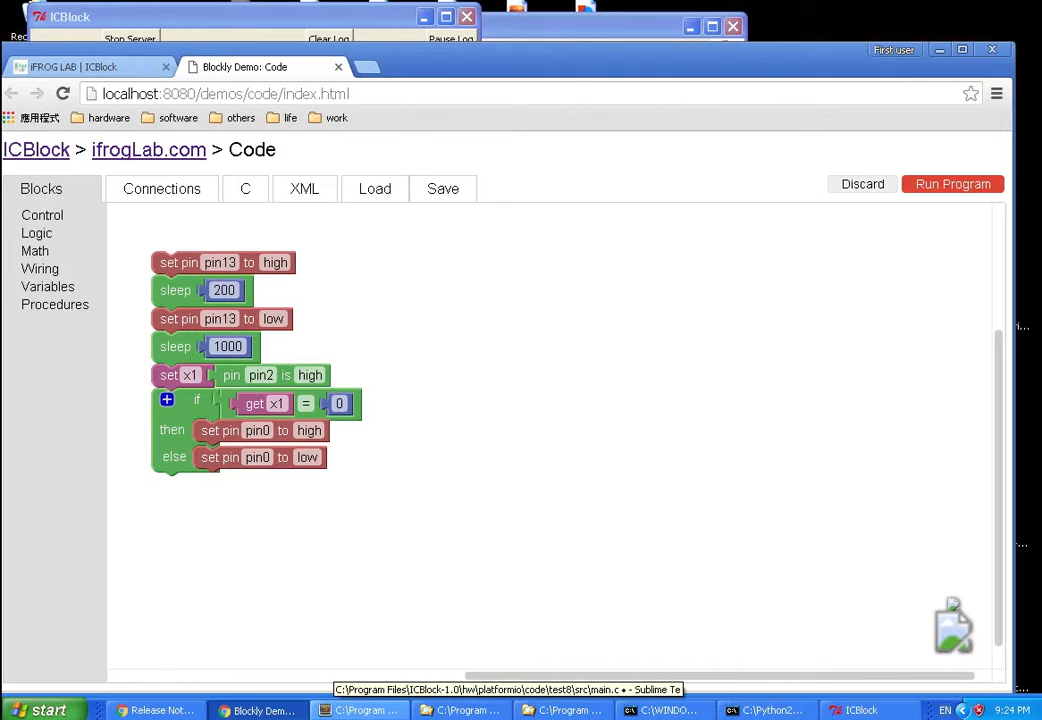 ICBlock
Rec
Stop Server
Clear Log
Pause Log
First user
iFROG LAB | ICBlock
Blockly Demo: Code
localhost:8080/demos/code/index.html
應用程式
hardware
software
others
life
work
ICBlock > ifrogLab.com > Code
Blocks
Connections
C
XML
Load
Save
Discard
Run Program
Control
Logic
Math
Wiring
Variables
Procedures
set pin pin13 to high
sleep 200
set pin pin13 to low
sleep 1000
set x1 pin pin2 is high
if get x1 = 0
then set pin pin0 to high
else set pin pin0 to low
C:\Program Files\ICBlock-1.0\hw\platformio\code\test8\src\main.c • - Sublime Te
start
Release Not...
Blockly Dem...
C:\Program ...
C:\Program ...
C:\Program ...
C:\WINDO...
C:\Python2...
ICBlock
EN
9:24 PM